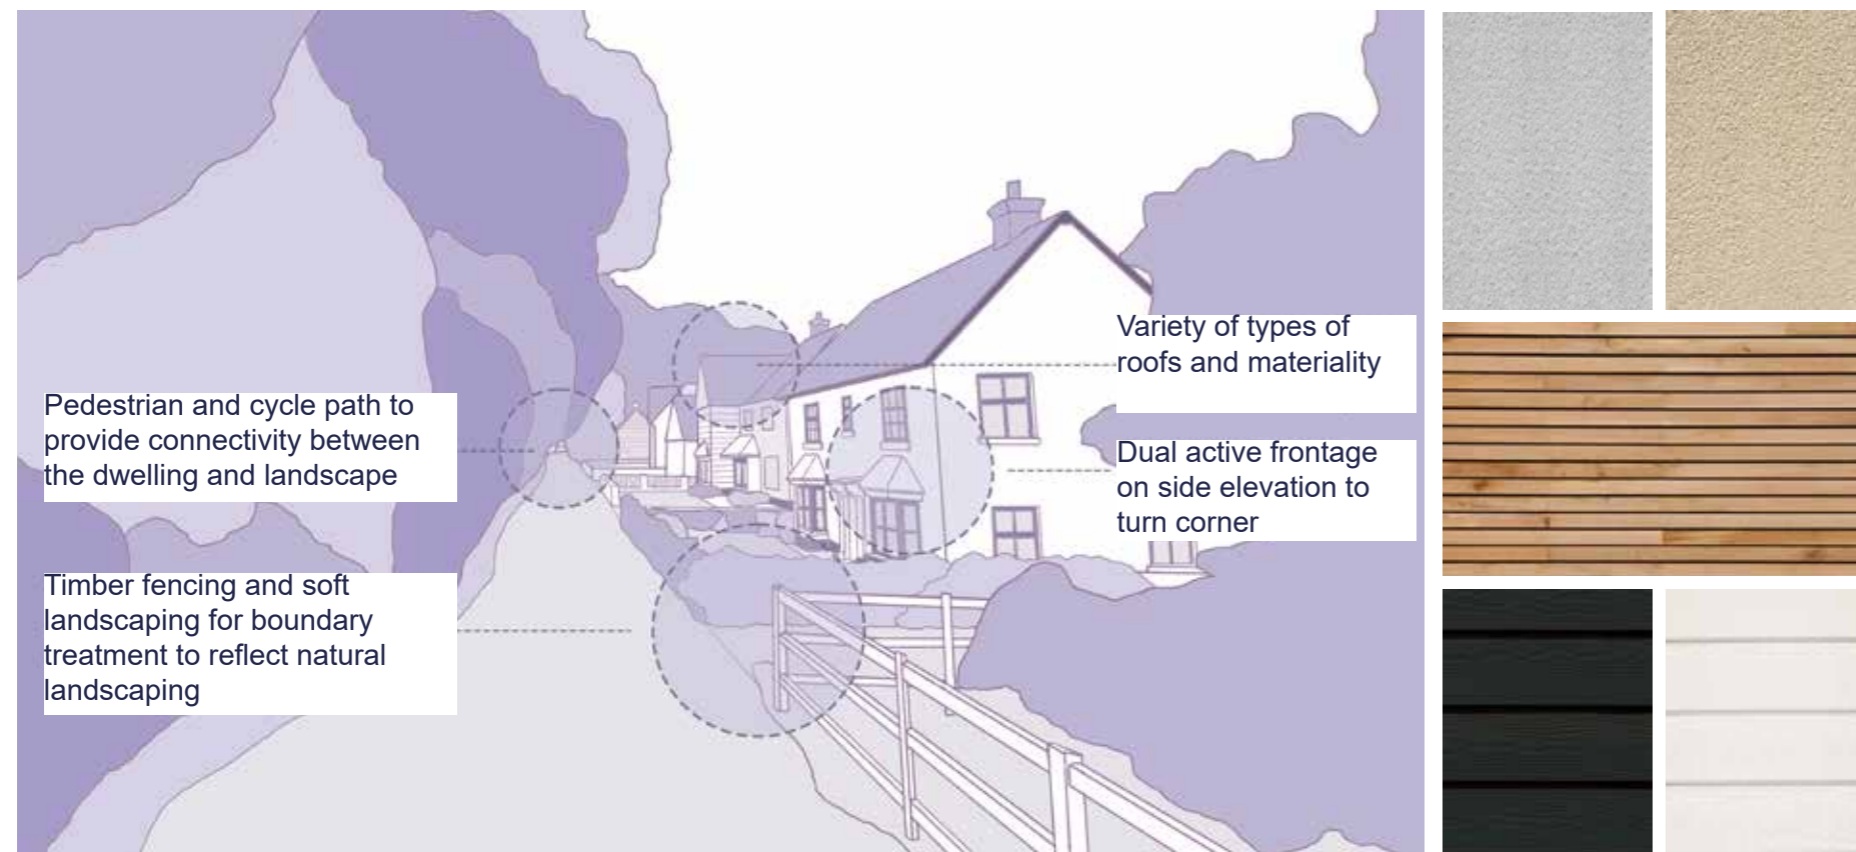 Variety of types of
roofs and materiality
Pedestrian and cycle path to
provide connectivity between
the dwelling and landscape
Dual active frontage
on side elevation to
turn corner
Timber fencing and soft
landscaping for boundary
treatment to reflect natural
landscaping